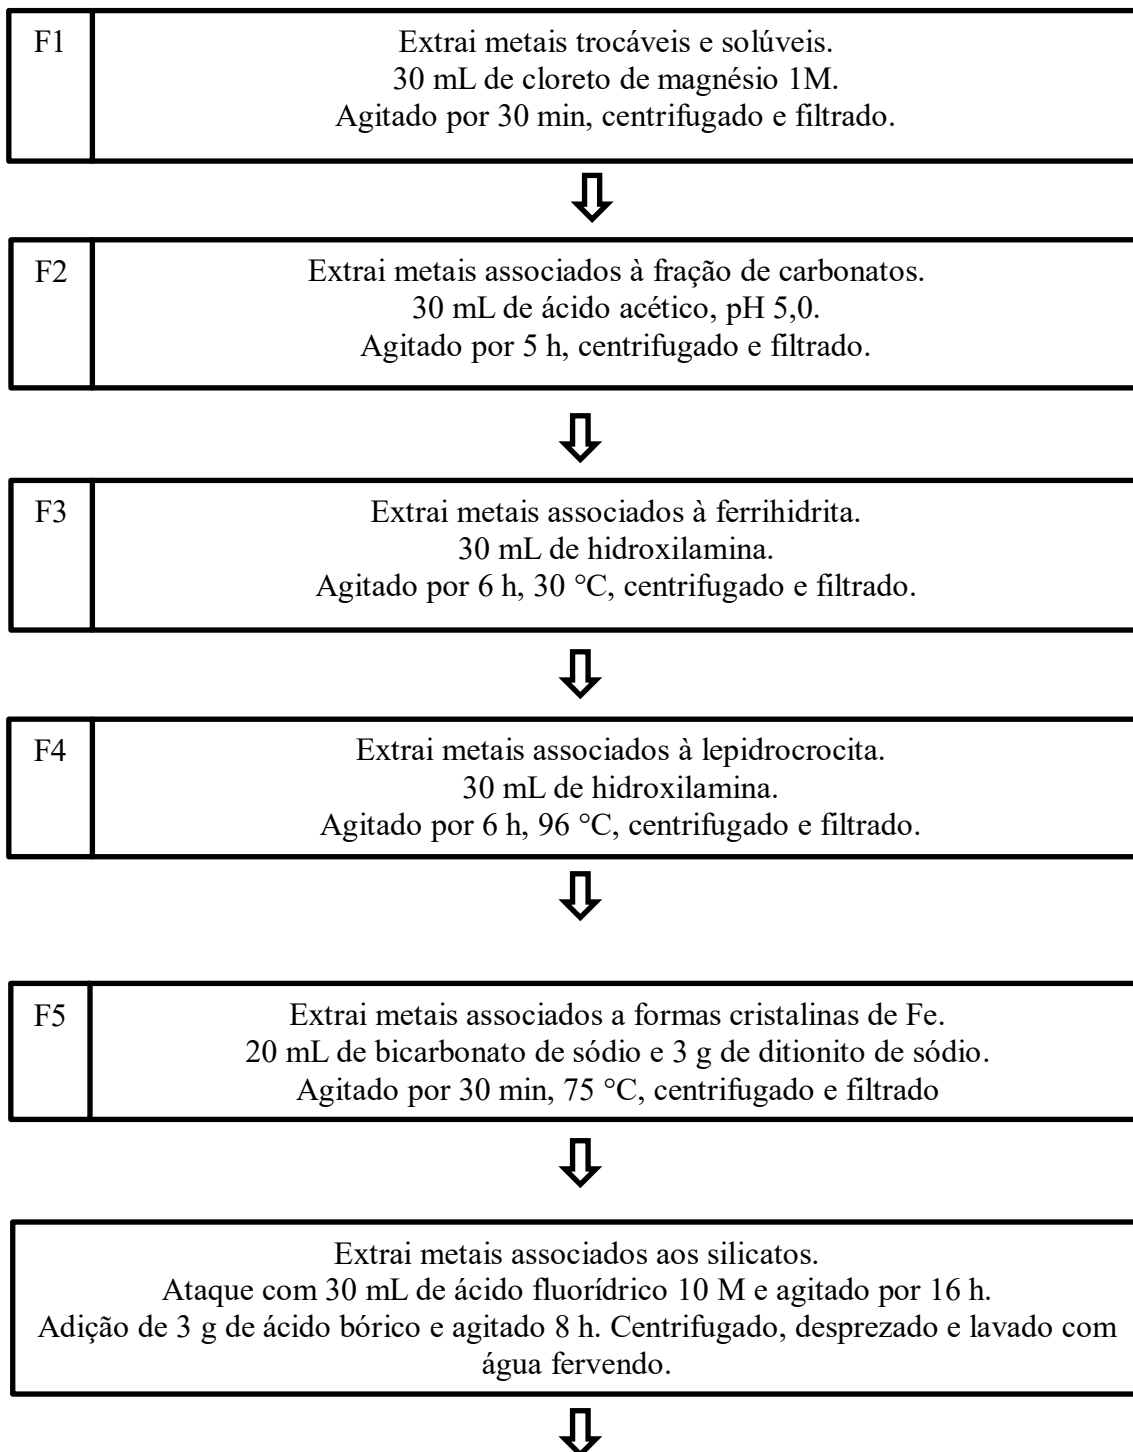 F1
Extrai metais trocáveis e solúveis.
30 mL de cloreto de magnésio 1M.
Agitado por 30 min, centrifugado e filtrado.
F2
Extrai metais associados à fração de carbonatos.
30 mL de ácido acético, pH 5,0.
Agitado por 5 h, centrifugado e filtrado.
F3
Extrai metais associados à ferrihidrita.
30 mL de hidroxilamina.
Agitado por 6 h, 30 °C, centrifugado e filtrado.
F4
Extrai metais associados à lepidrocrocita.
30 mL de hidroxilamina.
Agitado por 6 h, 96 °C, centrifugado e filtrado.
F5
Extrai metais associados a formas cristalinas de Fe.
20 mL de bicarbonato de sódio e 3 g de ditionito de sódio.
Agitado por 30 min, 75 °C, centrifugado e filtrado
Extrai metais associados aos silicatos.
Ataque com 30 mL de ácido fluorídrico 10 M e agitado por 16 h.
Adição de 3 g de ácido bórico e agitado 8 h. Centrifugado, desprezado e lavado com
água fervendo.